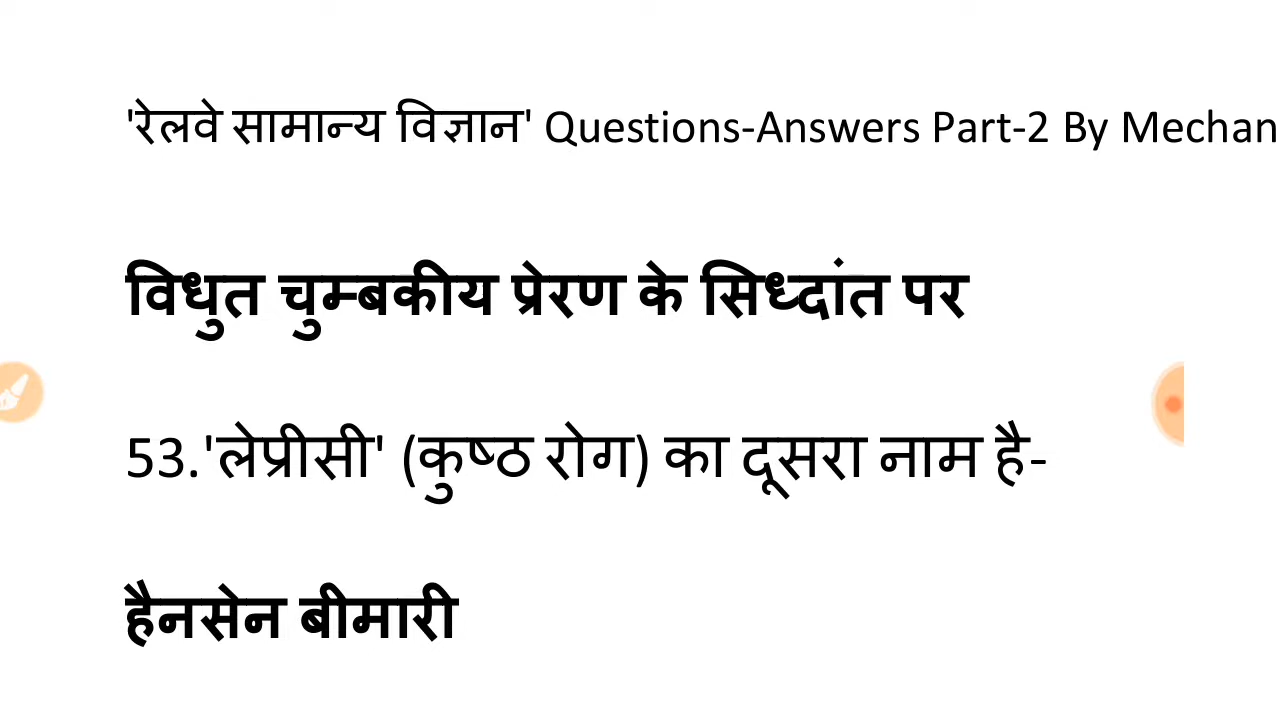 'रेलवे सामान्य विज्ञान' Questions-Answers Part-2 By Mechan
विधुत चुम्बकीय प्रेरण के सिध्दांत पर
53.'लेप्रीसी' (कुष्ठ रोग) का दूसरा नाम है-
हैनसेन बीमारी